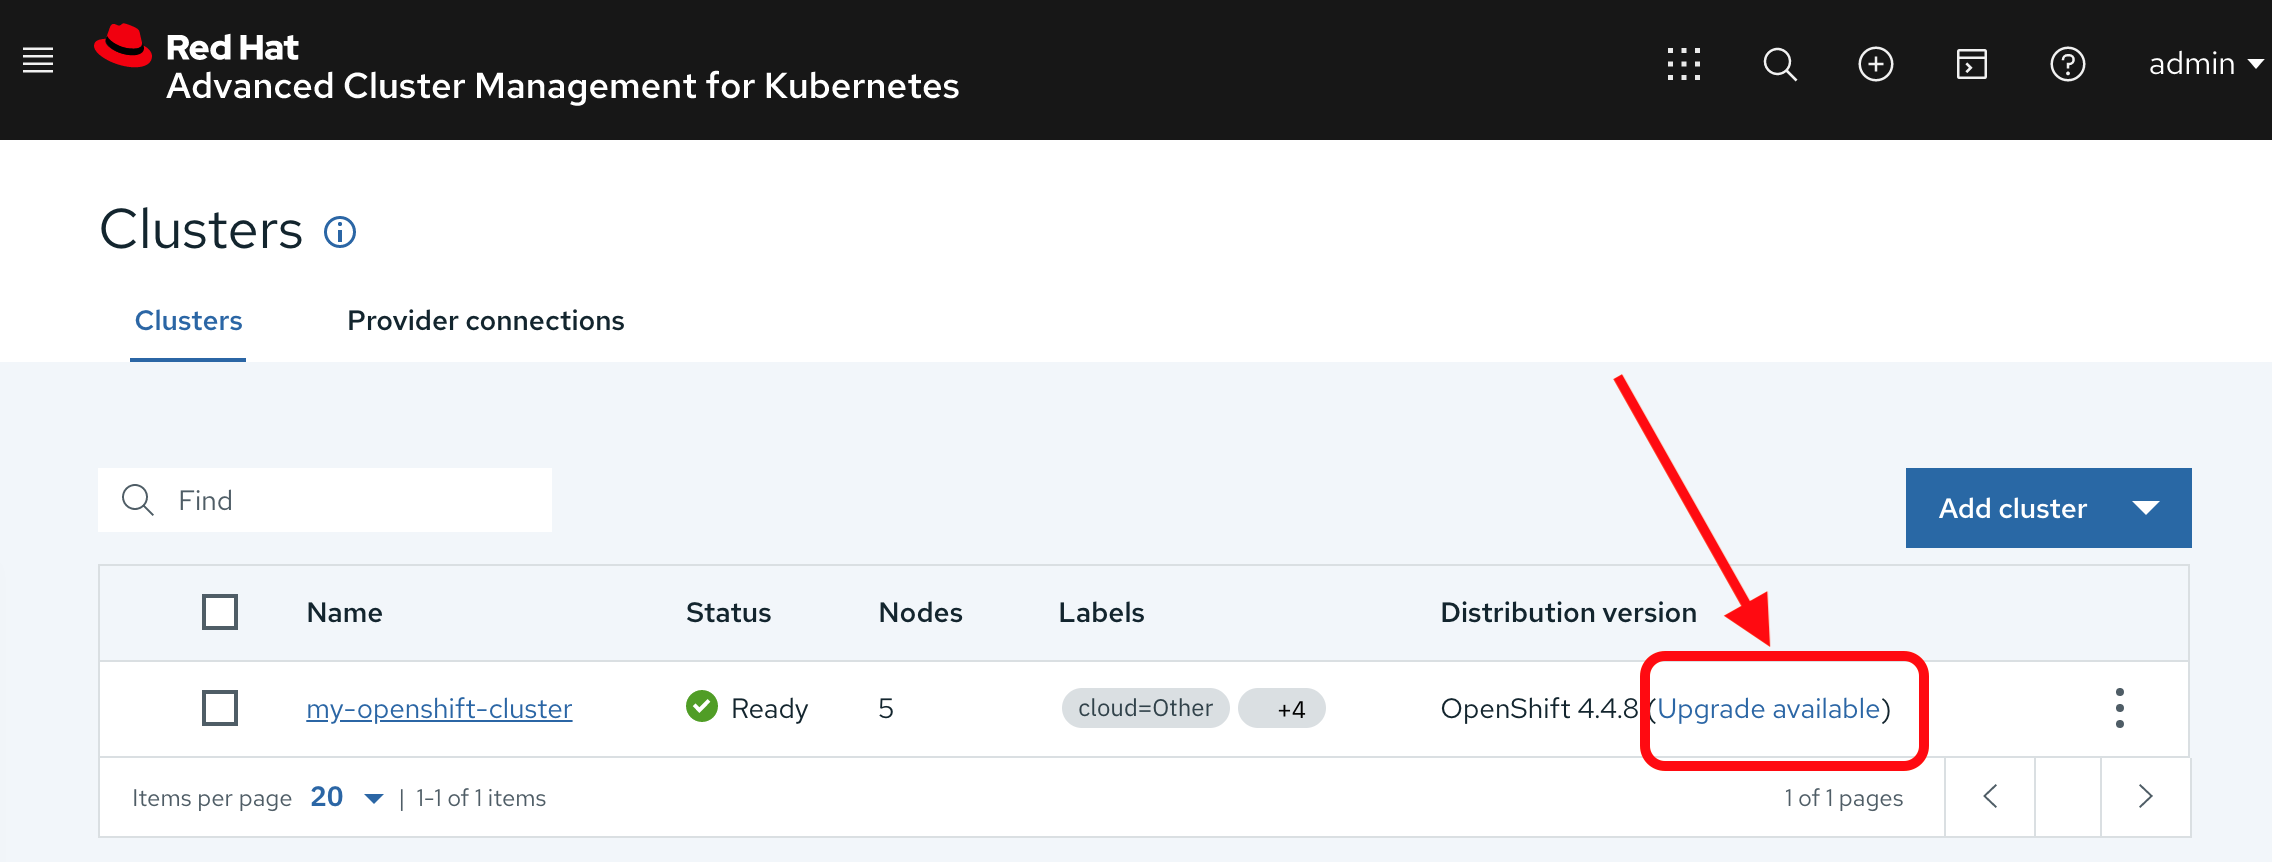 Red Hat
Advanced Cluster Management for Kubernetes
admin
Clusters
Clusters Provider connections
Find
Add cluster
Name Status Nodes Labels Distribution version
my-openshift-cluster Ready 5 cloud=Other +4 OpenShift 4.4.8 (Upgrade available)
Items per page 20 | 1-1 of 1 items 1 of 1 pages